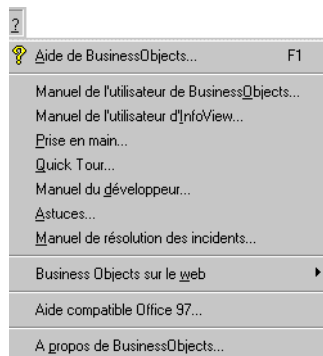 ?
Aide de BusinessObjects... F1
Manuel de l'utilisateur de BusinessObjects...
Manuel de l'utilisateur d'InfoView...
Prise en main...
Quick Tour...
Manuel du développeur...
Astuces...
Manuel de résolution des incidents...
Business Objects sur le web
Aide compatible Office 97...
A propos de BusinessObjects...